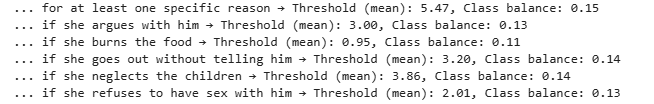 ... for at least one specific reason → Threshold (mean): 5.47, Class balance: 0.15
... if she argues with him → Threshold (mean): 3.00, Class balance: 0.13
... if she burns the food → Threshold (mean): 0.95, Class balance: 0.11
... if she goes out without telling him → Threshold (mean): 3.20, Class balance: 0.14
... if she neglects the children → Threshold (mean): 3.86, Class balance: 0.14
... if she refuses to have sex with him → Threshold (mean): 2.01, Class balance: 0.13